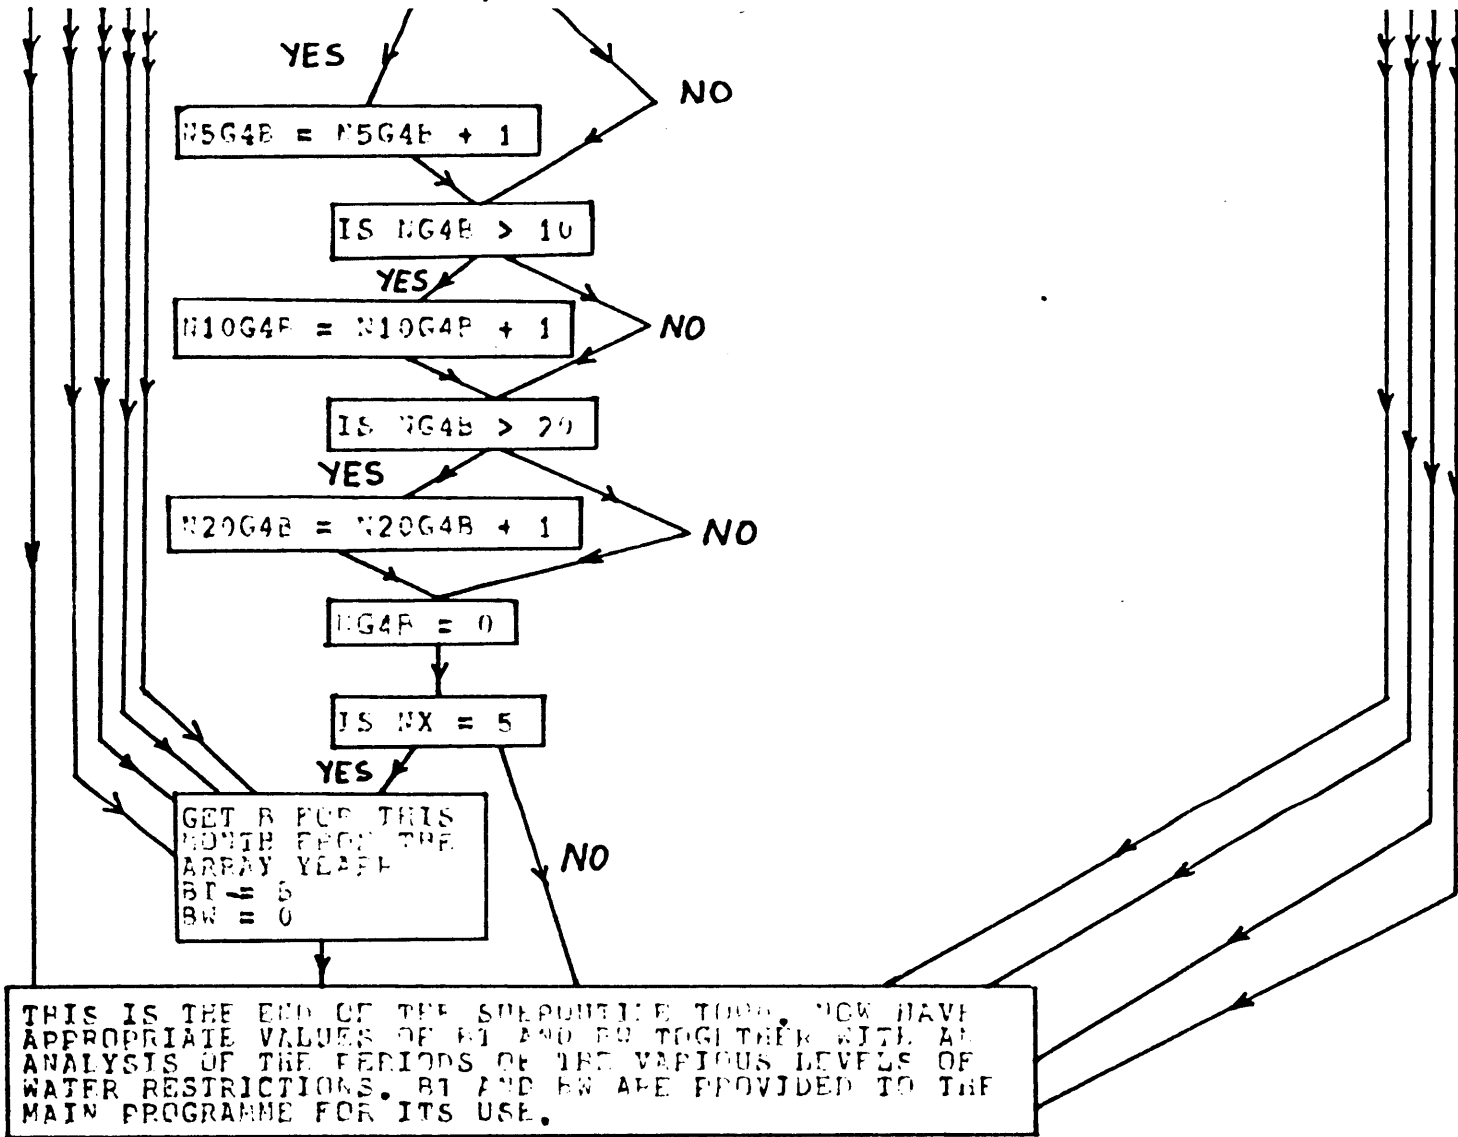 YES
NO
N5G4B = N5G4B + 1
IS NG4B > 10
YES
N10G4B = N10G4B + 1
NO
IS NG4B > 20
YES
N20G4B = N20G4B + 1
NO
NG4B = 0
IS NX = 5
YES
GET B FOR THIS
MONTH FROM THE
ARRAY YEARB
BT = B
BW = 0
NO
THIS IS THE END OF THE SUBROUTINE NOW HAVE
APPROPRIATE VALUES OF BT AND BW TOGETHER WITH AN
ANALYSIS OF THE PERIODS OF THE VARIOUS LEVELS OF
WATER RESTRICTIONS. BT AND BW ARE PROVIDED TO THE
MAIN PROGRAMME FOR ITS USE.